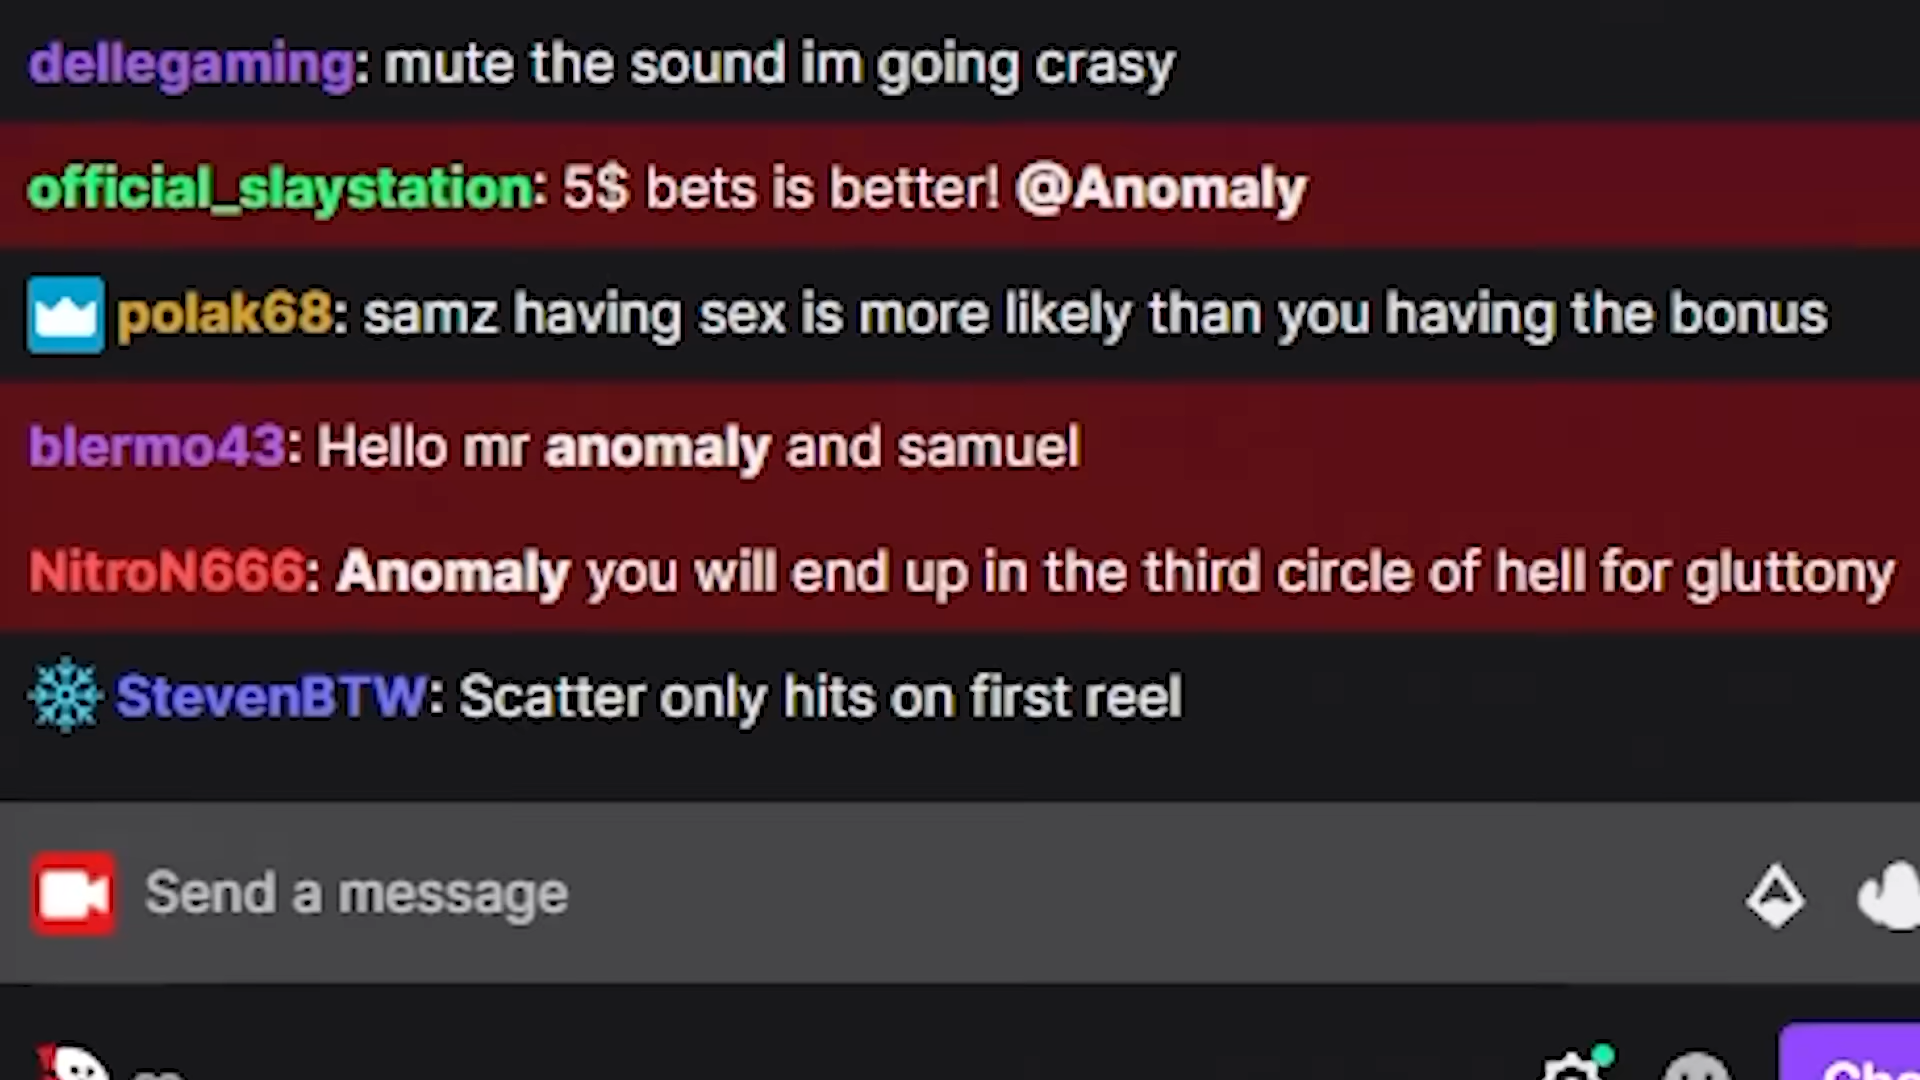 dellegaming: mute the sound im going crasy
official_slaystation: 5$ bets is better! @Anomaly
polak68: samz having sex is more likely than you having the bonus
blermo43: Hello mr anomaly and samuel
NitroN666: Anomaly you will end up in the third circle of hell for gluttony
StevenBTW: Scatter only hits on first reel
Send a message